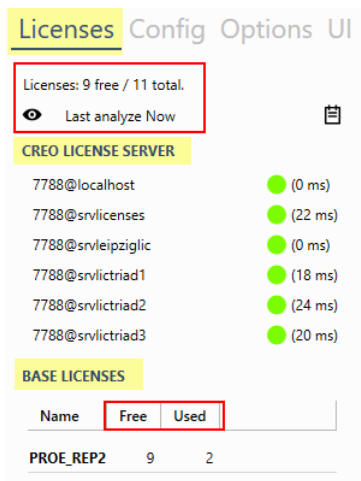 Licenses Config Options UI
Licenses: 9 free / 11 total.
Last analyze Now
CREO LICENSE SERVER
7788@localhost (0 ms)
7788@srvlicenses (22 ms)
7788@srvleipziglic (0 ms)
7788@srvlictriad1 (18 ms)
7788@srvlictriad2 (24 ms)
7788@srvlictriad3 (20 ms)
BASE LICENSES
Name Free Used
PROE_REP2 9 2